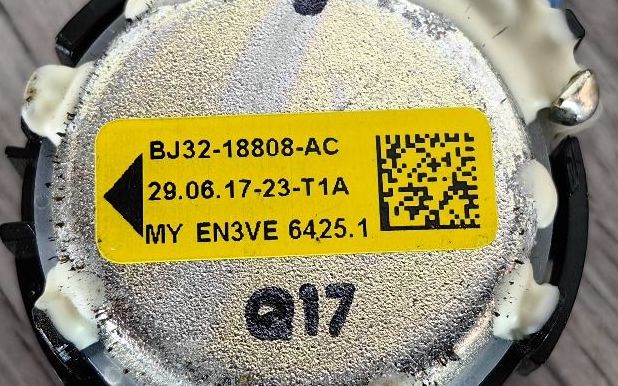 BJ32-18808-AC
29.06.17-23-T1A
MY EN3VE 6425.1
Q17